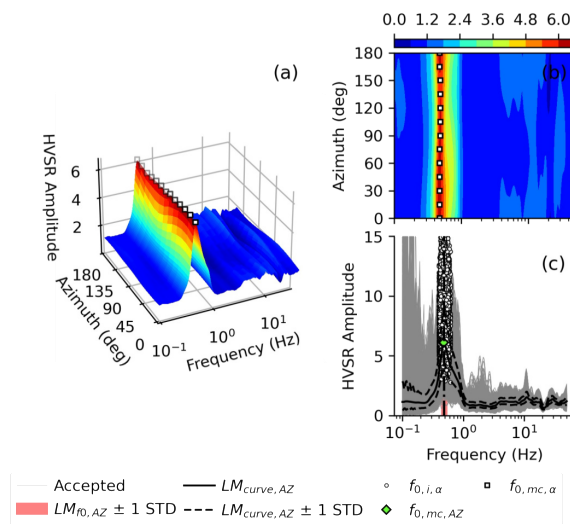 0.0 1.2 2.4 3.6 4.8 6.0
(a)
HVSR Amplitude
6
4
2
180
135
90
45
0
Azimuth (deg)
10⁻¹ 10⁰ 10¹
Frequency (Hz)
(b)
Azimuth (deg)
180
150
120
90
60
30
0
(c)
HVSR Amplitude
15
10
5
0
10⁻¹ 10⁰ 10¹
Frequency (Hz)
Accepted LM_{curve,AZ} f_{0,i,α} f_{0,mc,α}
LM_{f0,AZ} ± 1 STD LM_{curve,AZ} ± 1 STD f_{0,mc,AZ}